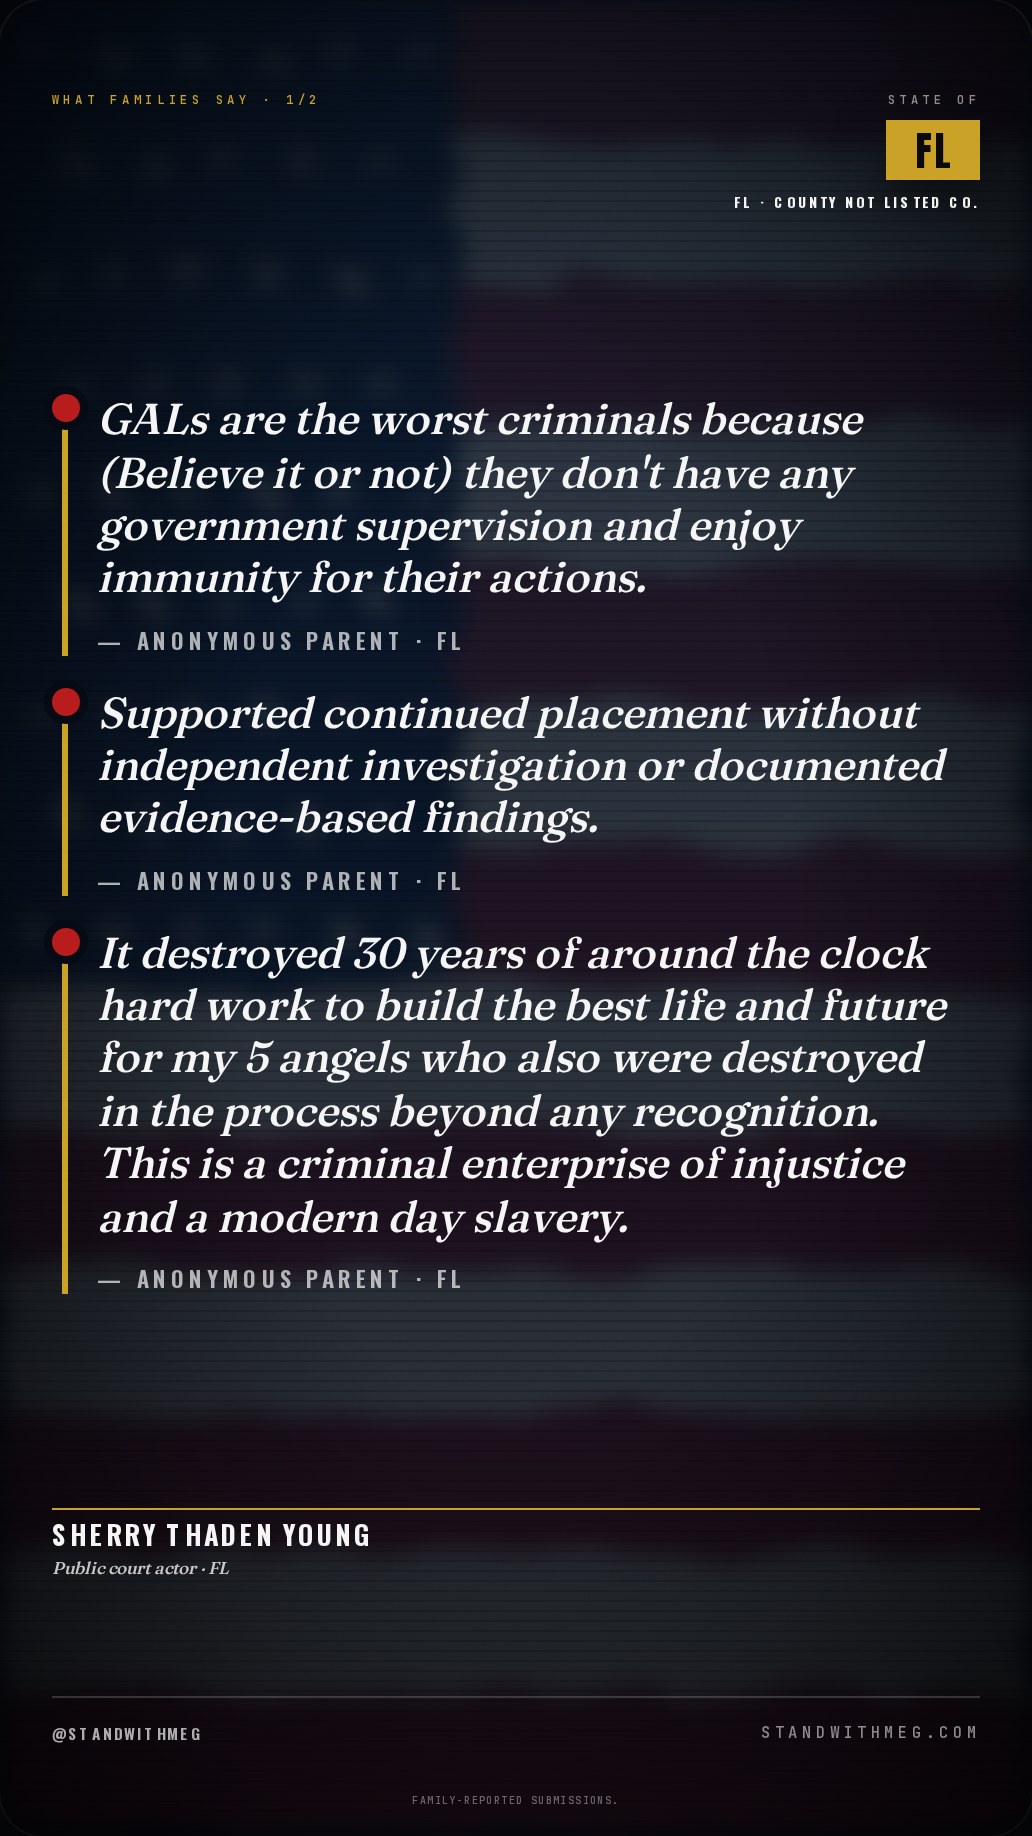 WHAT FAMILIES SAY · 1/2
STATE OF
FL
FL · COUNTY NOT LISTED CO.
GALs are the worst criminals because
(Believe it or not) they don't have any
government supervision and enjoy
immunity for their actions.
— ANONYMOUS PARENT · FL
Supported continued placement without
independent investigation or documented
evidence-based findings.
— ANONYMOUS PARENT · FL
It destroyed 30 years of around the clock
hard work to build the best life and future
for my 5 angels who also were destroyed
in the process beyond any recognition.
This is a criminal enterprise of injustice
and a modern day slavery.
— ANONYMOUS PARENT · FL
SHERRY THADEN YOUNG
Public court actor · FL
@STANDWITHMEG
STANDWITHMEG.COM
FAMILY-REPORTED SUBMISSIONS.